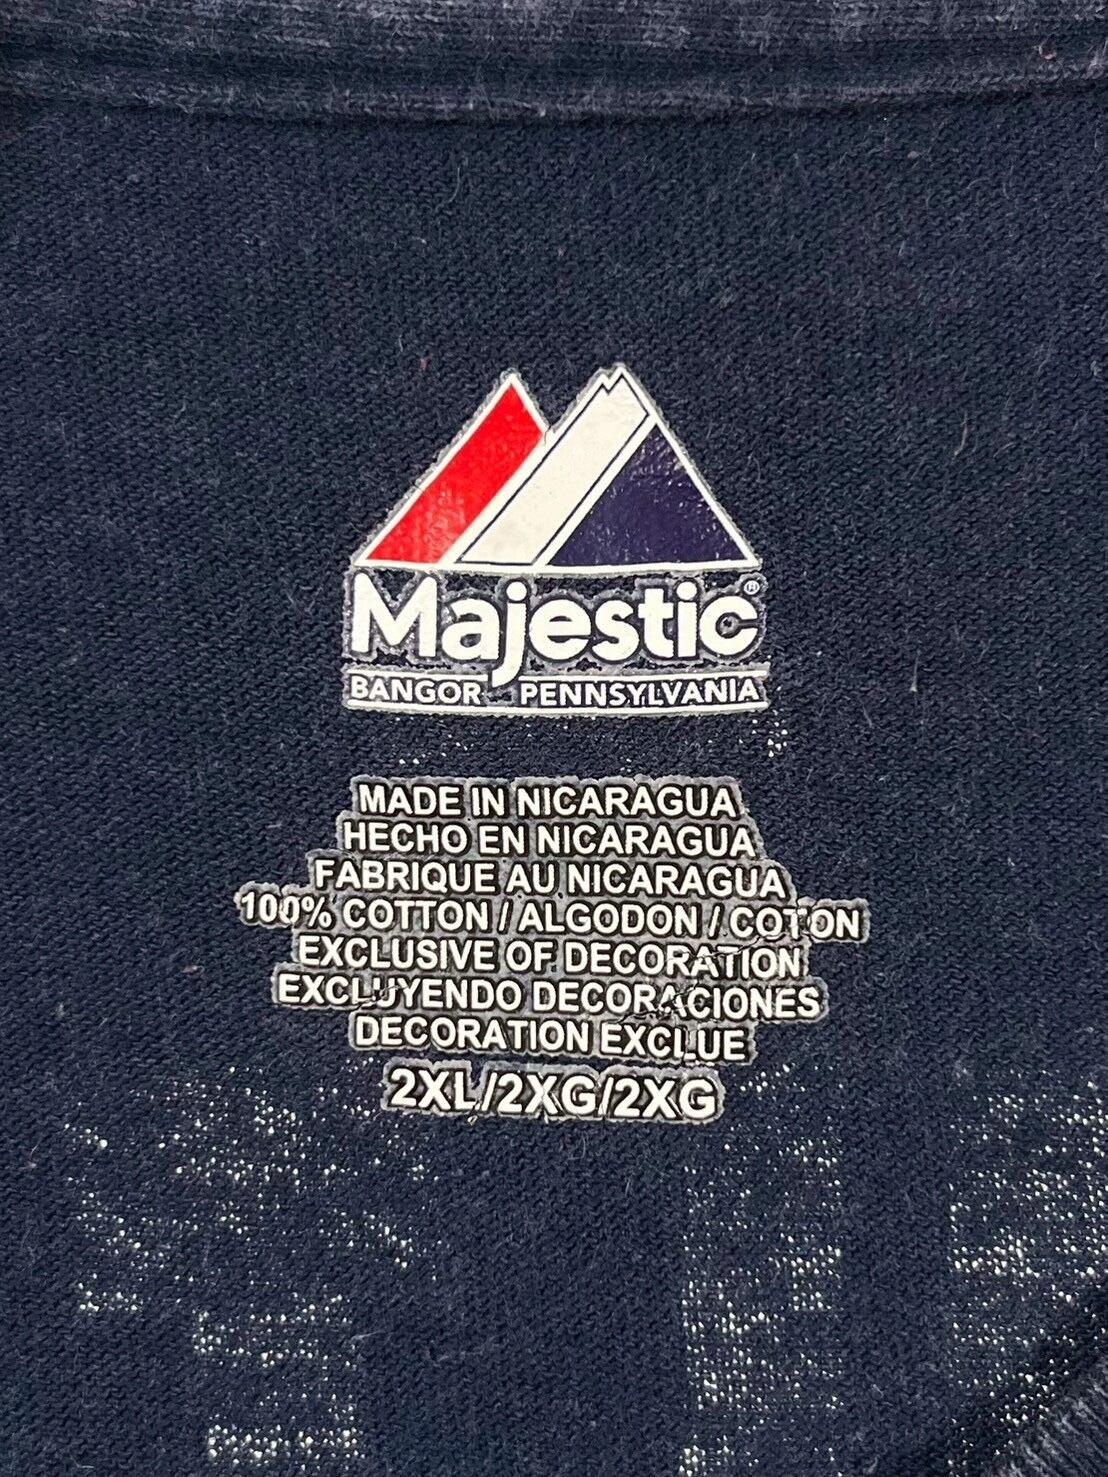 Majestic®
BANGOR PENNSYLVANIA
MADE IN NICARAGUA
HECHO EN NICARAGUA
FABRIQUE AU NICARAGUA
100% COTTON / ALGODON / COTON
EXCLUSIVE OF DECORATION
EXCLUYENDO DECORACIONES
DECORATION EXCLUE
2XL/2XG/2XG